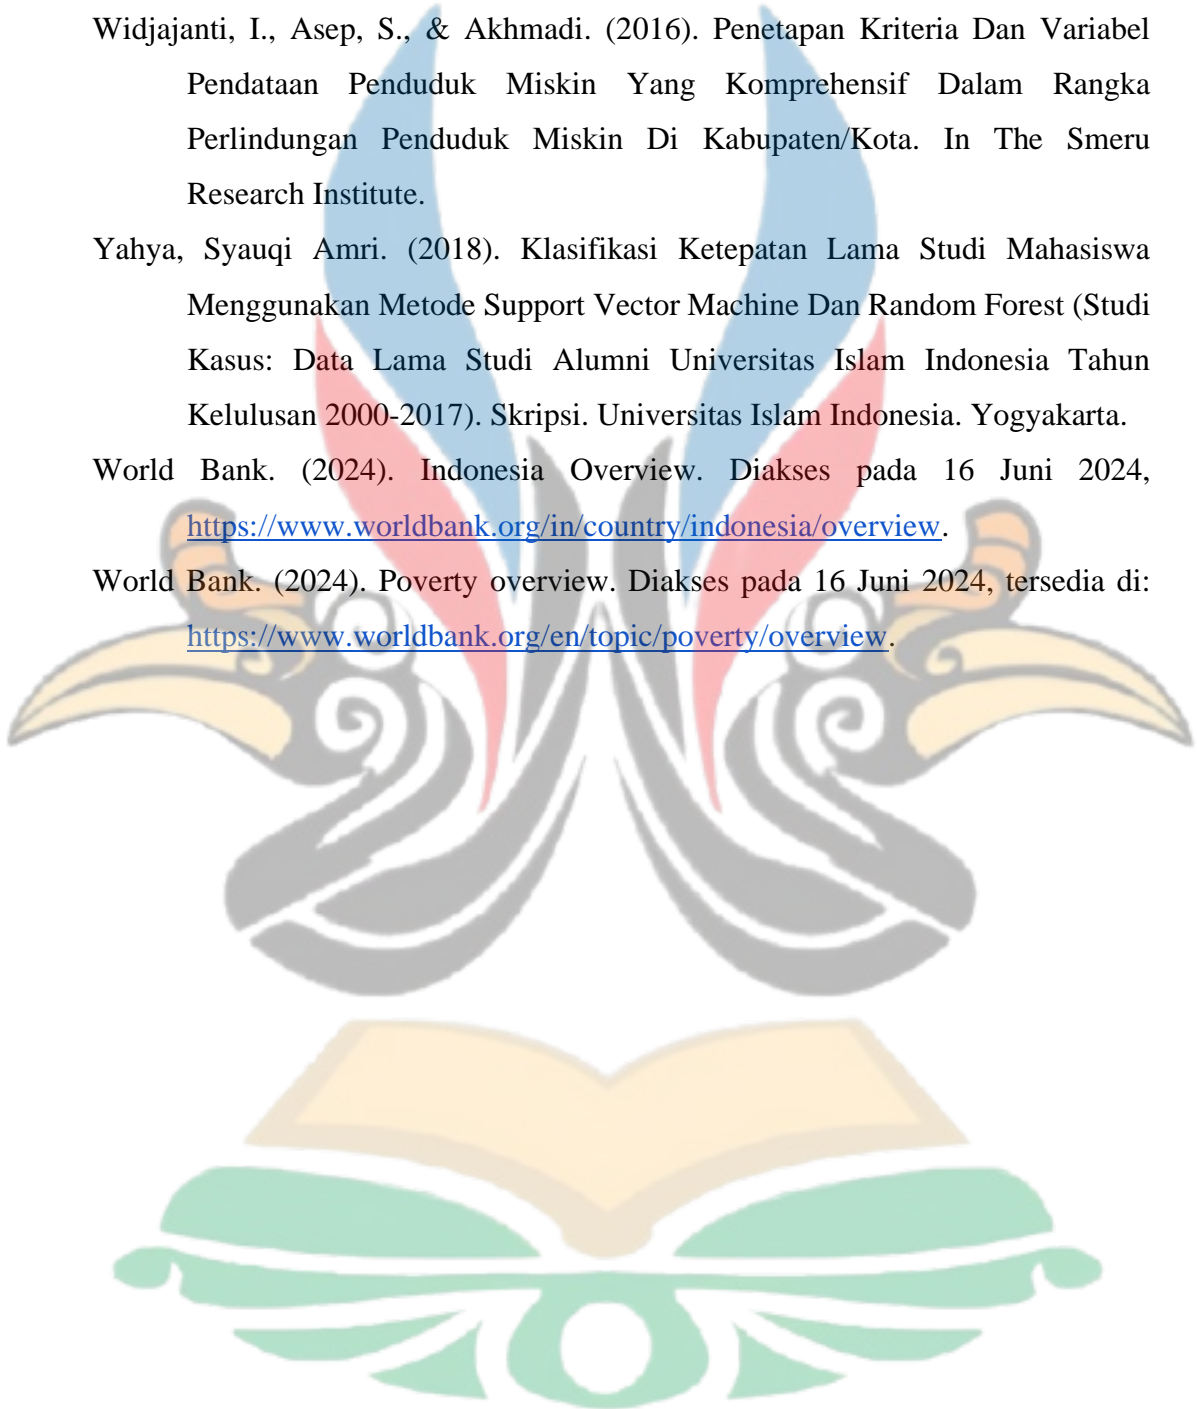 Widjajanti, I., Asep, S., & Akhmadi. (2016). Penetapan Kriteria Dan Variabel
Pendataan Penduduk Miskin Yang Komprehensif Dalam Rangka
Perlindungan Penduduk Miskin Di Kabupaten/Kota. In The Smeru
Research Institute.
Yahya, Syauqi Amri. (2018). Klasifikasi Ketepatan Lama Studi Mahasiswa
Menggunakan Metode Support Vector Machine Dan Random Forest (Studi
Kasus: Data Lama Studi Alumni Universitas Islam Indonesia Tahun
Kelulusan 2000-2017). Skripsi. Universitas Islam Indonesia. Yogyakarta.
World Bank. (2024). Indonesia Overview. Diakses pada 16 Juni 2024,
https://www.worldbank.org/in/country/indonesia/overview.
World Bank. (2024). Poverty overview. Diakses pada 16 Juni 2024, tersedia di:
https://www.worldbank.org/en/topic/poverty/overview.